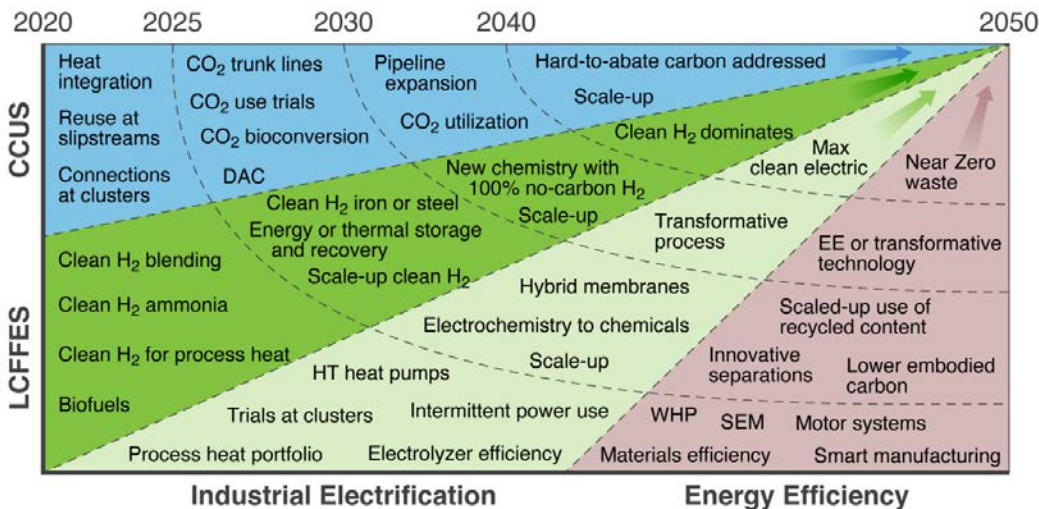 2020
2025
2030
2040
2050
CCUS
LCFFES
Heat
integration
Reuse at
slipstreams
Connections
at clusters
CO₂ trunk lines
CO₂ use trials
CO₂ bioconversion
DAC
Pipeline
expansion
CO₂ utilization
Hard-to-abate carbon addressed
Scale-up
Clean H₂ blending
Clean H₂ ammonia
Clean H₂ for process heat
Biofuels
Clean H₂ iron or steel
Energy or thermal storage
and recovery
Scale-up clean H₂
New chemistry with
100% no-carbon H₂
Scale-up
Clean H₂ dominates
Process heat portfolio
Trials at clusters
HT heat pumps
Electrolyzer efficiency
Intermittent power use
Hybrid membranes
Electrochemistry to chemicals
Scale-up
Transformative
process
Max
clean electric
WHP
SEM
Motor systems
Materials efficiency
Smart manufacturing
Innovative
separations
Lower embodied
carbon
Scaled-up use of
recycled content
EE or transformative
technology
Near Zero
waste
Industrial Electrification
Energy Efficiency